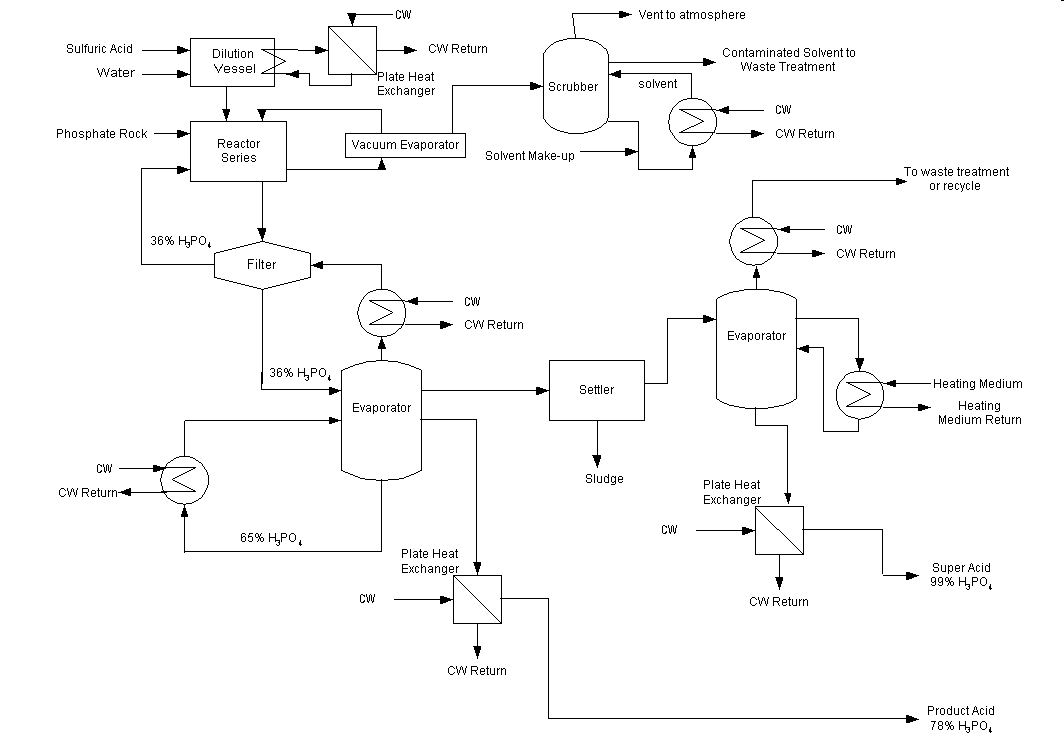 CW
Vent to atmosphere
Sulfuric Acid
Dilution
Vessel
CW Return
Contaminated Solvent to
Waste Treatment
Water
Plate Heat
Exchanger
Scrubber
solvent
CW
CW Return
Phosphate Rock
Reactor
Series
Vacuum Evaporator
Solvent Make-up
To waste treatment
or recycle
36% H₃PO₄
CW
CW Return
Filter
CW
CW Return
Evaporator
36% H₃PO₄
Evaporator
Settler
Heating Medium
Heating
Medium Return
CW
CW Return
Sludge
Plate Heat
Exchanger
65% H₃PO₄
CW
Plate Heat
Exchanger
Super Acid
99% H₃PO₄
CW
CW Return
CW Return
Product Acid
78% H₃PO₄